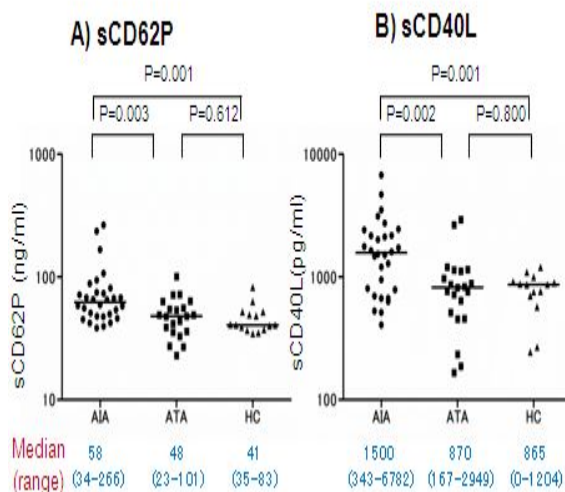 A) sCD62P
P=0.001
P=0.003 P=0.612
sCD62P (ng/ml)
1000
100
10
AIA ATA HC
B) sCD40L
P=0.001
P=0.002 P=0.800
sCD40L(pg/ml)
10000
1000
100
AIA ATA HC
Median 58 48 41 1500 870 865
(range) (34-266) (23-101) (35-83) (343-6782) (167-2949) (0-1204)